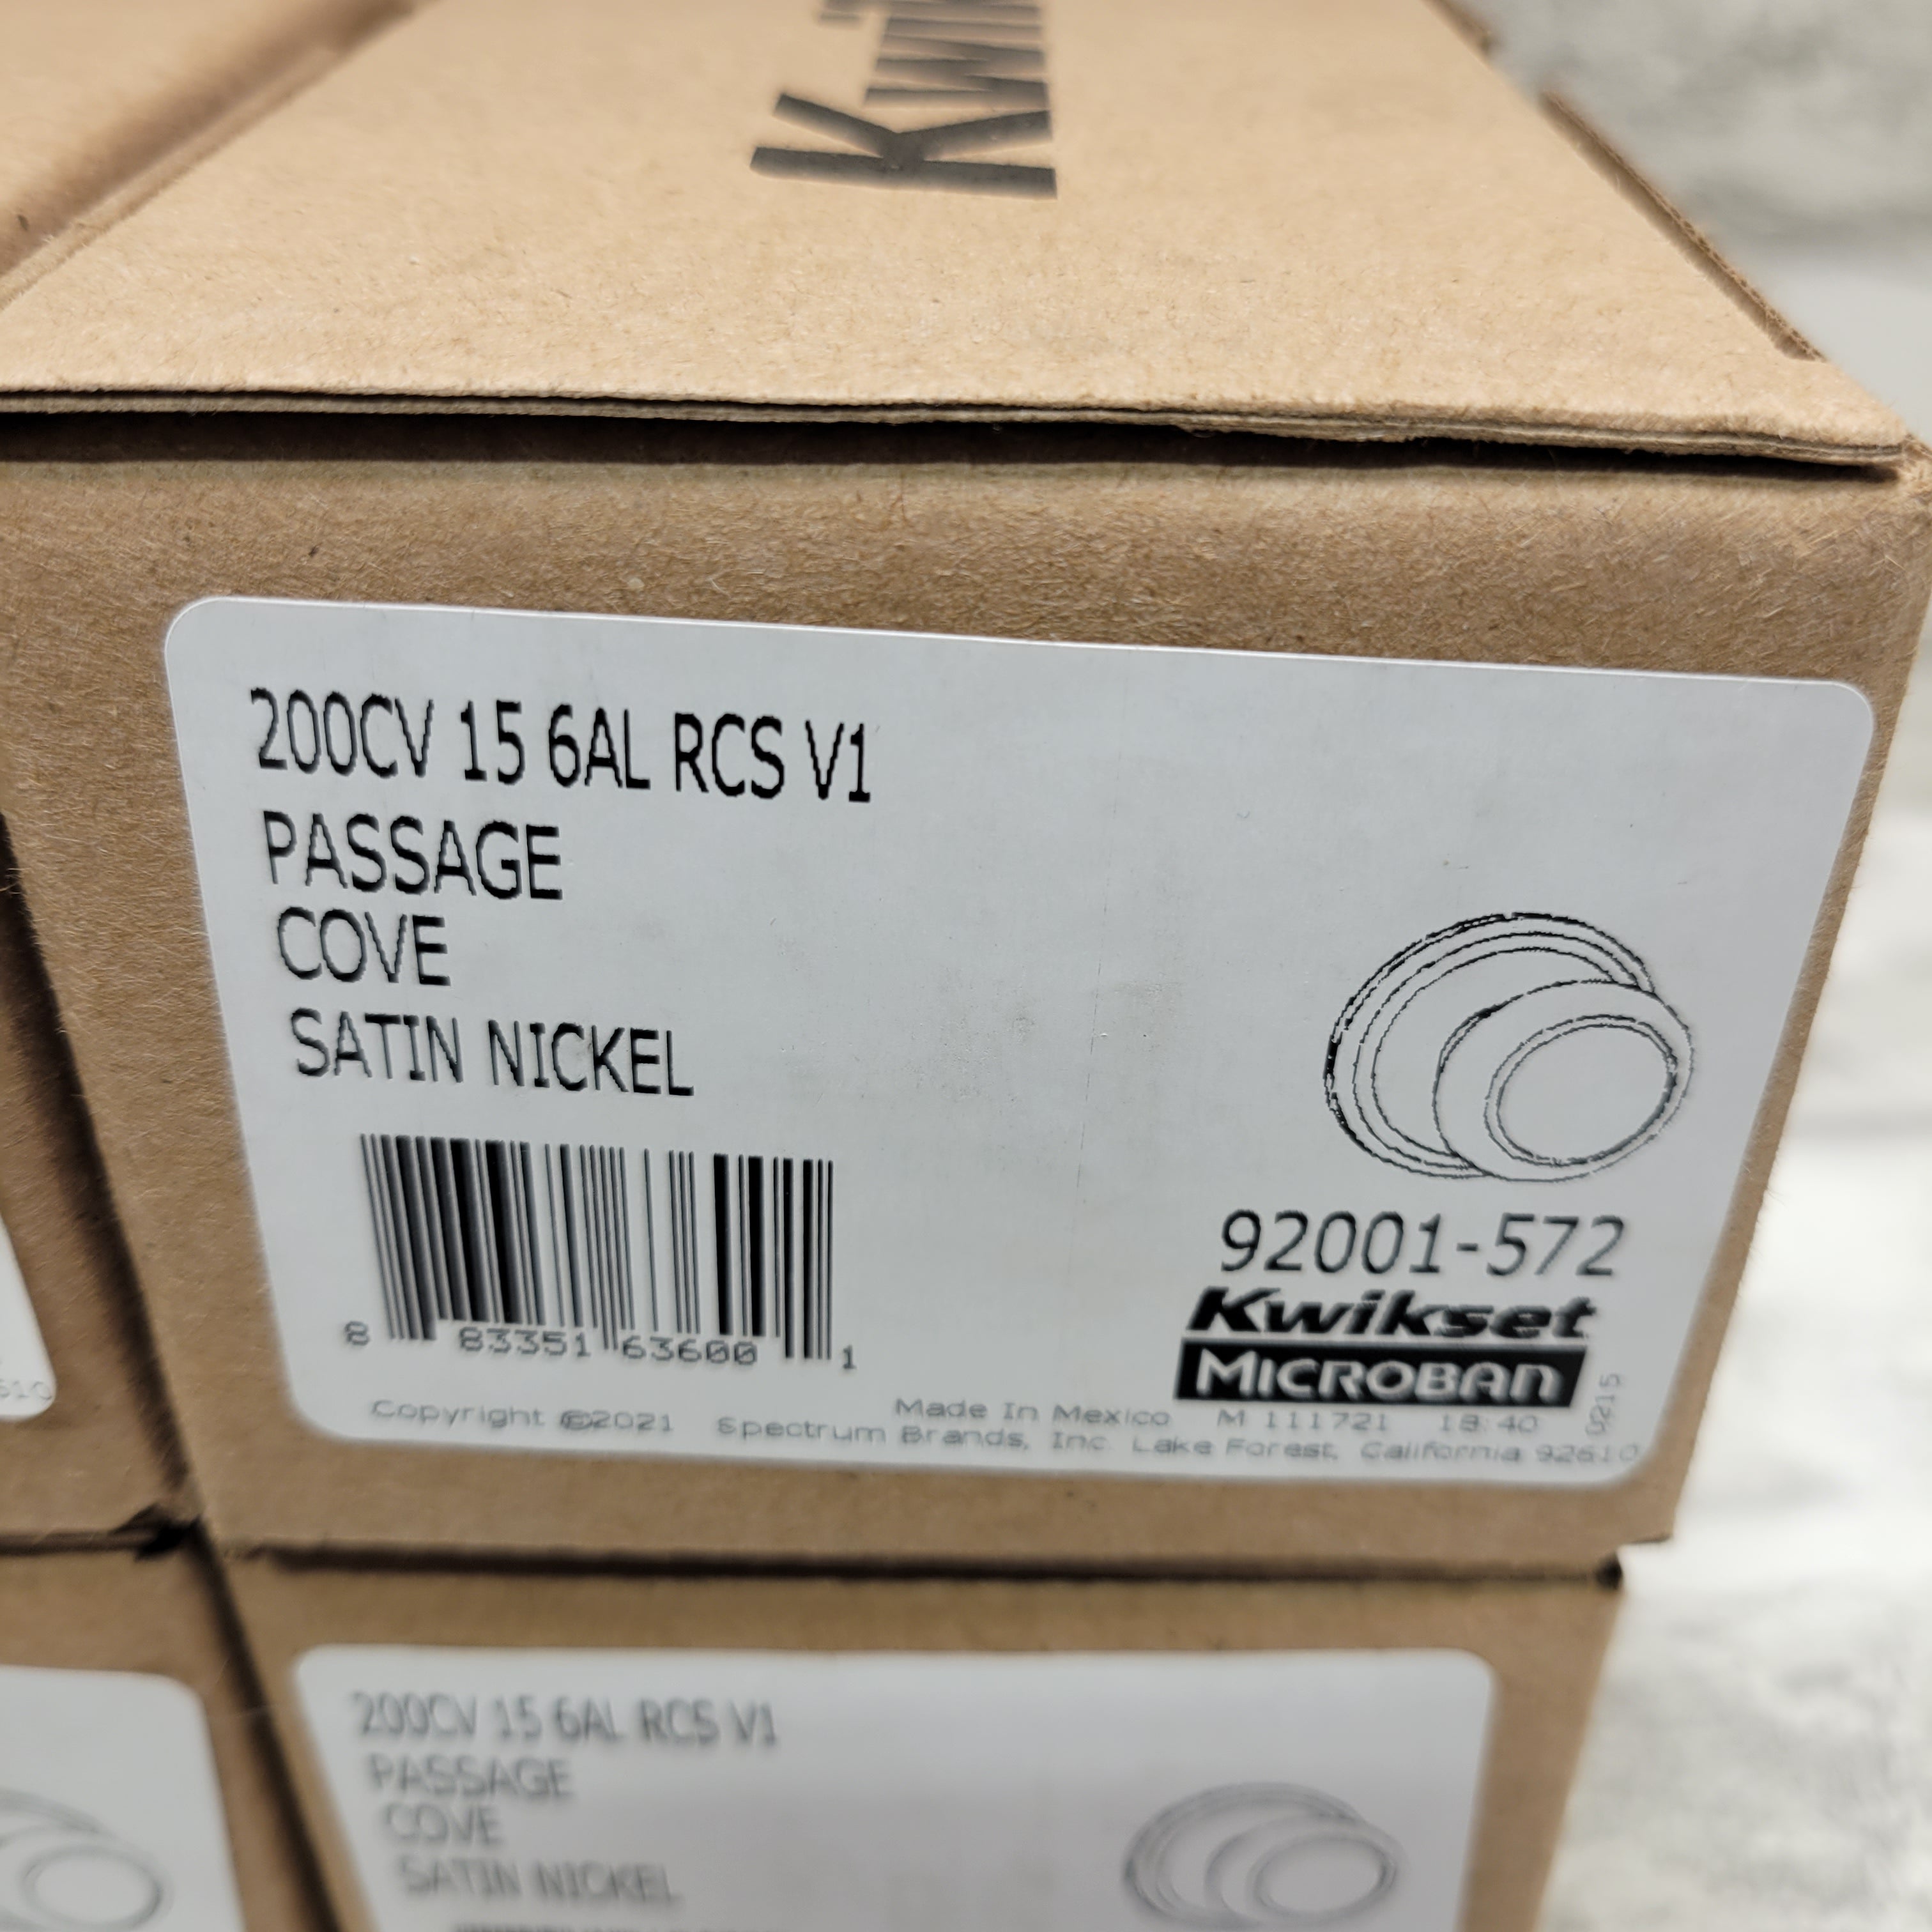 Kwik
200CV 15 6AL RCS V1
PASSAGE
COVE
SATIN NICKEL
8 83351 63600 1
92001-572
Kwikset
MICROBAN
0215
Made In Mexico M 111721 18:40
Copyright ©2021 Spectrum Brands, Inc. Lake Forest, California 92610
610
200CV 15 6AL RCS V1
PASSAGE
COVE
SATIN NICKEL